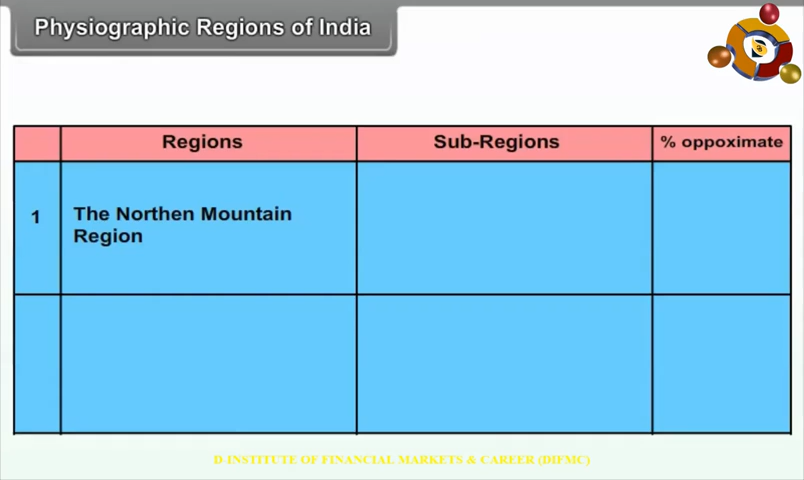 Physiographic Regions of India
Regions Sub-Regions % oppoximate
1 The Northen Mountain
Region
D-INSTITUTE OF FINANCIAL MARKETS & CAREER (DIFMC)